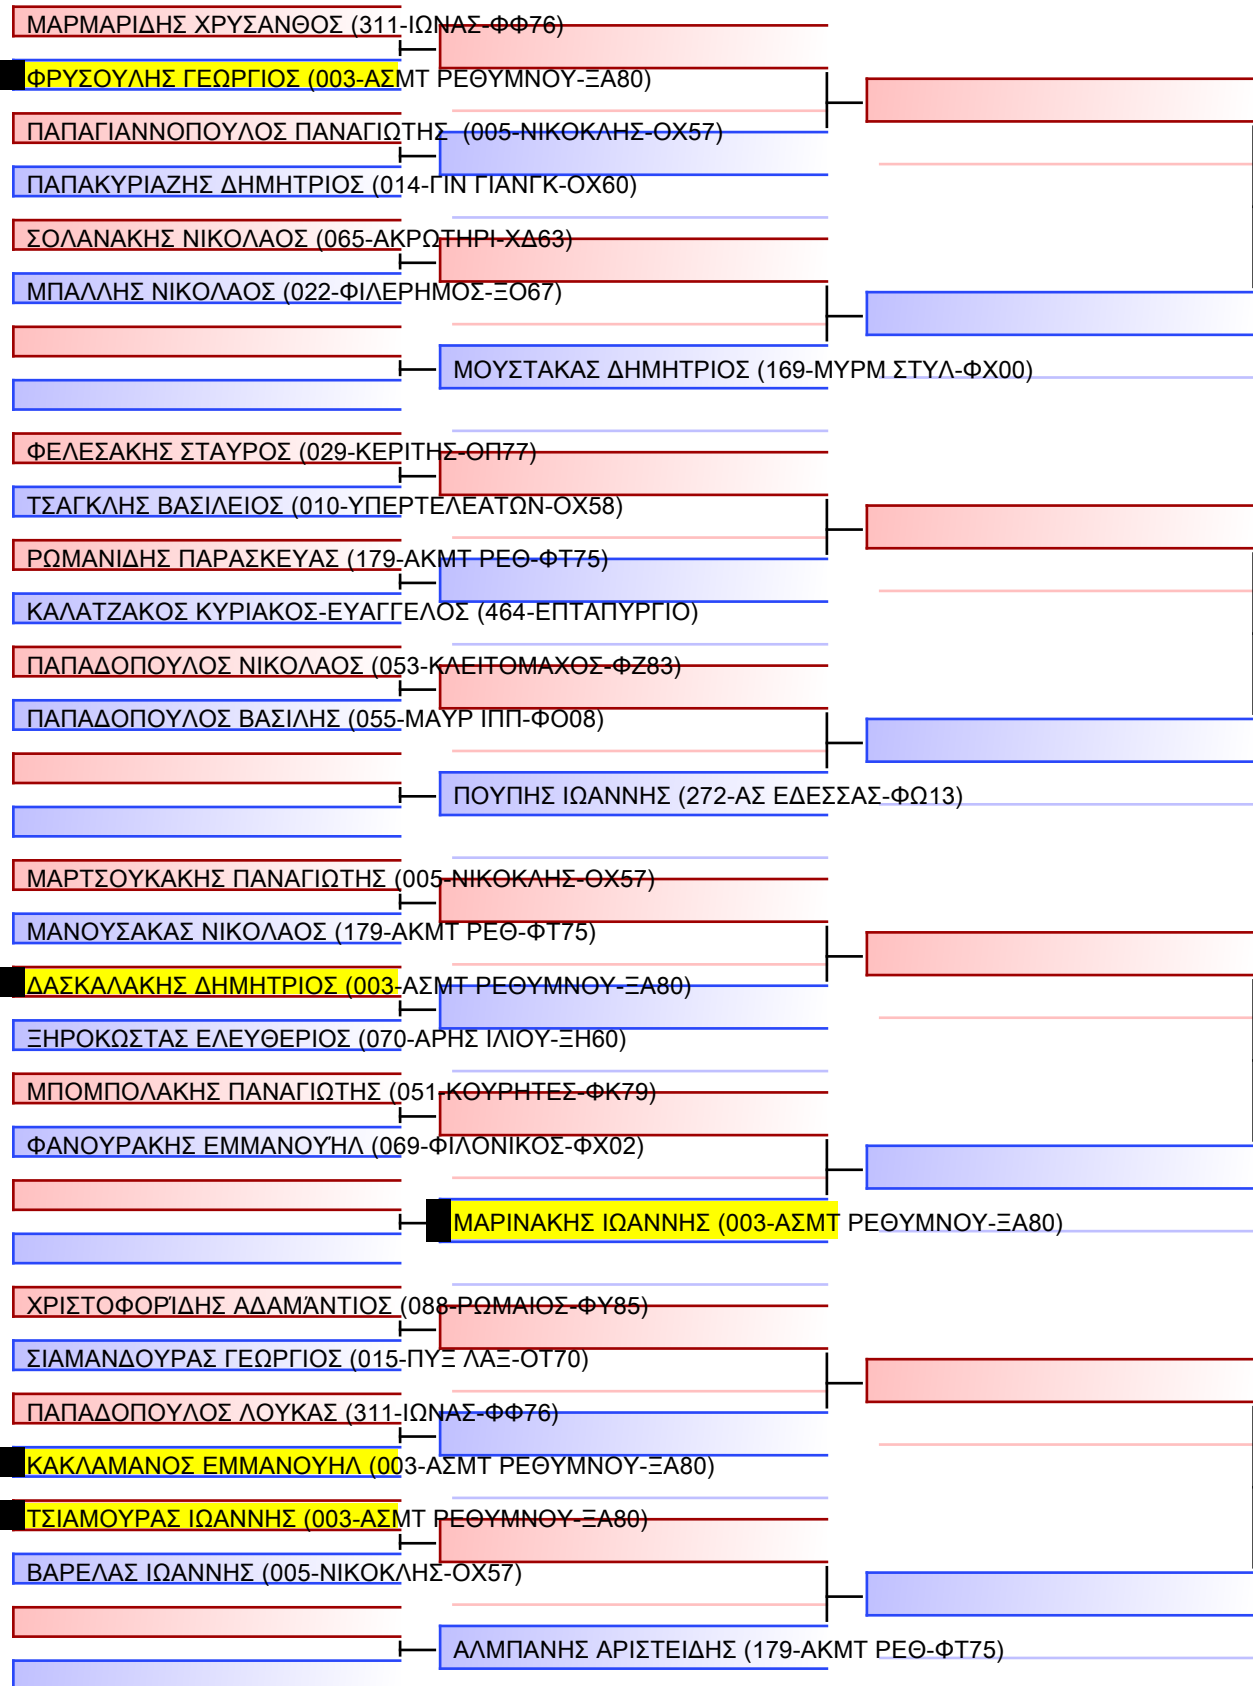 ΜΑΡΜΑΡΙΔΗΣ ΧΡΥΣΑΝΘΟΣ (311-ΙΩΝΑΣ-ΦΦ76)
ΦΡΥΣΟΥΛΗΣ ΓΕΩΡΓΙΟΣ (003-ΑΣΜΤ ΡΕΘΥΜΝΟΥ-ΞΑ80)
ΠΑΠΑΓΙΑΝΝΟΠΟΥΛΟΣ ΠΑΝΑΓΙΩΤΗΣ (005-ΝΙΚΟΚΛΗΣ-ΟΧ57)
ΠΑΠΑΚΥΡΙΑΖΗΣ ΔΗΜΗΤΡΙΟΣ (014-ΓΙΝ ΓΙΑΝΓΚ-ΟΧ60)
ΣΟΛΑΝΑΚΗΣ ΝΙΚΟΛΑΟΣ (065-ΑΚΡΩΤΗΡΙ-ΧΔ63)
ΜΠΑΛΛΗΣ ΝΙΚΟΛΑΟΣ (022-ΦΙΛΕΡΗΜΟΣ-ΞΟ67)
ΜΟΥΣΤΑΚΑΣ ΔΗΜΗΤΡΙΟΣ (169-ΜΥΡΜ ΣΤΥΛ-ΦΧ00)
ΦΕΛΕΣΑΚΗΣ ΣΤΑΥΡΟΣ (029-ΚΕΡΙΤΗΣ-ΟΠ77)
ΤΣΑΓΚΛΗΣ ΒΑΣΙΛΕΙΟΣ (010-ΥΠΕΡΤΕΛΕΑΤΩΝ-ΟΧ58)
ΡΩΜΑΝΙΔΗΣ ΠΑΡΑΣΚΕΥΑΣ (179-ΑΚΜΤ ΡΕΘ-ΦΤ75)
ΚΑΛΑΤΖΑΚΟΣ ΚΥΡΙΑΚΟΣ-ΕΥΑΓΓΕΛΟΣ (464-ΕΠΤΑΠΥΡΓΙΟ)
ΠΑΠΑΔΟΠΟΥΛΟΣ ΝΙΚΟΛΑΟΣ (053-ΚΛΕΙΤΟΜΑΧΟΣ-ΦΖ83)
ΠΑΠΑΔΟΠΟΥΛΟΣ ΒΑΣΙΛΗΣ (055-ΜΑΥΡ ΙΠΠ-ΦΟ08)
ΠΟΥΠΗΣ ΙΩΑΝΝΗΣ (272-ΑΣ ΕΔΕΣΣΑΣ-ΦΩ13)
ΜΑΡΤΣΟΥΚΑΚΗΣ ΠΑΝΑΓΙΩΤΗΣ (005-ΝΙΚΟΚΛΗΣ-ΟΧ57)
ΜΑΝΟΥΣΑΚΑΣ ΝΙΚΟΛΑΟΣ (179-ΑΚΜΤ ΡΕΘ-ΦΤ75)
ΔΑΣΚΑΛΑΚΗΣ ΔΗΜΗΤΡΙΟΣ (003-ΑΣΜΤ ΡΕΘΥΜΝΟΥ-ΞΑ80)
ΞΗΡΟΚΩΣΤΑΣ ΕΛΕΥΘΕΡΙΟΣ (070-ΑΡΗΣ ΙΛΙΟΥ-ΞΗ60)
ΜΠΟΜΠΟΛΑΚΗΣ ΠΑΝΑΓΙΩΤΗΣ (051-ΚΟΥΡΗΤΕΣ-ΦΚ79)
ΦΑΝΟΥΡΑΚΗΣ ΕΜΜΑΝΟΥΉΛ (069-ΦΙΛΟΝΙΚΟΣ-ΦΧ02)
ΜΑΡΙΝΑΚΗΣ ΙΩΑΝΝΗΣ (003-ΑΣΜΤ ΡΕΘΥΜΝΟΥ-ΞΑ80)
ΧΡΙΣΤΟΦΟΡΊΔΗΣ ΑΔΑΜΆΝΤΙΟΣ (088-ΡΩΜΑΙΟΣ-ΦΥ85)
ΣΙΑΜΑΝΔΟΥΡΑΣ ΓΕΩΡΓΙΟΣ (015-ΠΥΞ ΛΑΞ-ΟΤ70)
ΠΑΠΑΔΟΠΟΥΛΟΣ ΛΟΥΚΑΣ (311-ΙΩΝΑΣ-ΦΦ76)
ΚΑΚΛΑΜΑΝΟΣ ΕΜΜΑΝΟΥΗΛ (003-ΑΣΜΤ ΡΕΘΥΜΝΟΥ-ΞΑ80)
ΤΣΙΑΜΟΥΡΑΣ ΙΩΑΝΝΗΣ (003-ΑΣΜΤ ΡΕΘΥΜΝΟΥ-ΞΑ80)
ΒΑΡΕΛΑΣ ΙΩΑΝΝΗΣ (005-ΝΙΚΟΚΛΗΣ-ΟΧ57)
ΑΛΜΠΑΝΗΣ ΑΡΙΣΤΕΙΔΗΣ (179-ΑΚΜΤ ΡΕΘ-ΦΤ75)